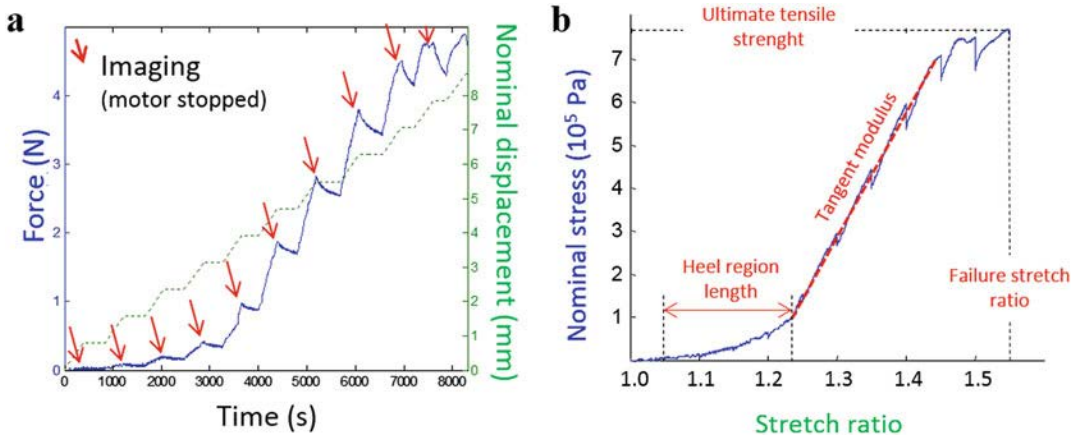 a
Imaging
(motor stopped)
Force (N)
4
3
2
1
0
0 1000 2000 3000 4000 5000 6000 7000 8000
Time (s)
9
8
7
6
5
4
3
2
1
0
Nominal displacement (mm)
b
Ultimate tensile
strenght
Nominal stress (10⁵ Pa)
7
6
5
4
3
2
1
Tangent modulus
Heel region
length
Failure stretch
ratio
1.0 1.1 1.2 1.3 1.4 1.5
Stretch ratio